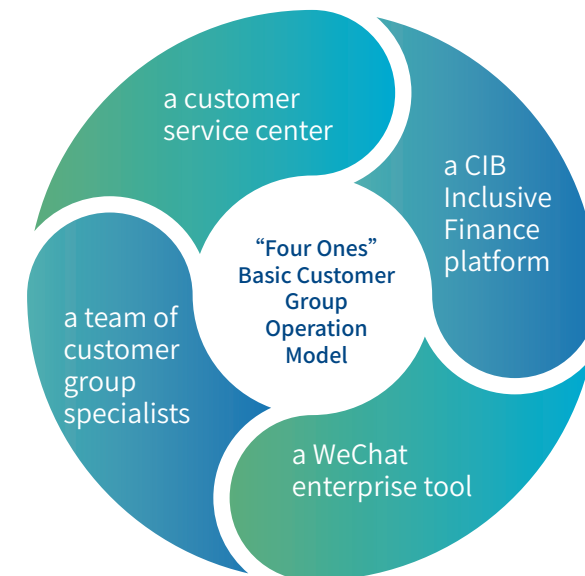 a customer
service center
a CIB
Inclusive
Finance
platform
“Four Ones”
Basic Customer
Group
Operation
Model
a team of
customer
group
specialists
a WeChat
enterprise tool